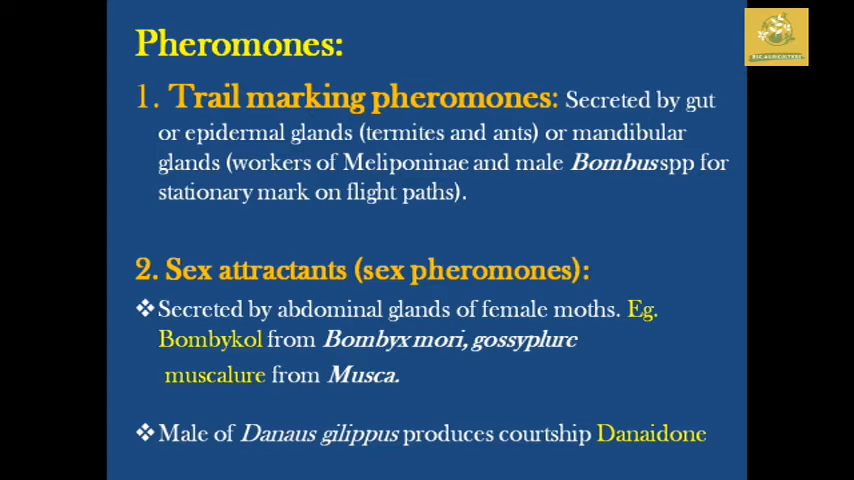 Pheromones:
1. Trail marking pheromones: Secreted by gut
or epidermal glands (termites and ants) or mandibular
glands (workers of Meliponinae and male Bombus spp for
stationary mark on flight paths).
2. Sex attractants (sex pheromones):
❖Secreted by abdominal glands of female moths. Eg.
Bombykol from Bombyx mori, gossyplurc
muscalure from Musca.
❖Male of Danaus gilippus produces courtship Danaidone
BSC.AGRICULTURE